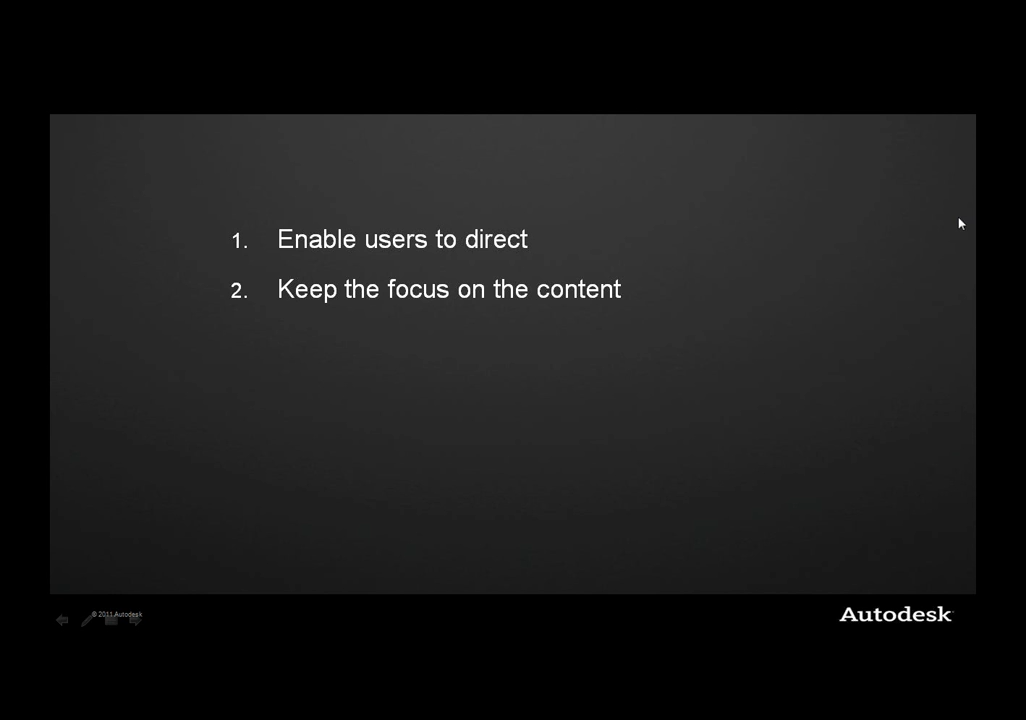 1. Enable users to direct
2. Keep the focus on the content
© 2011 Autodesk
Autodesk